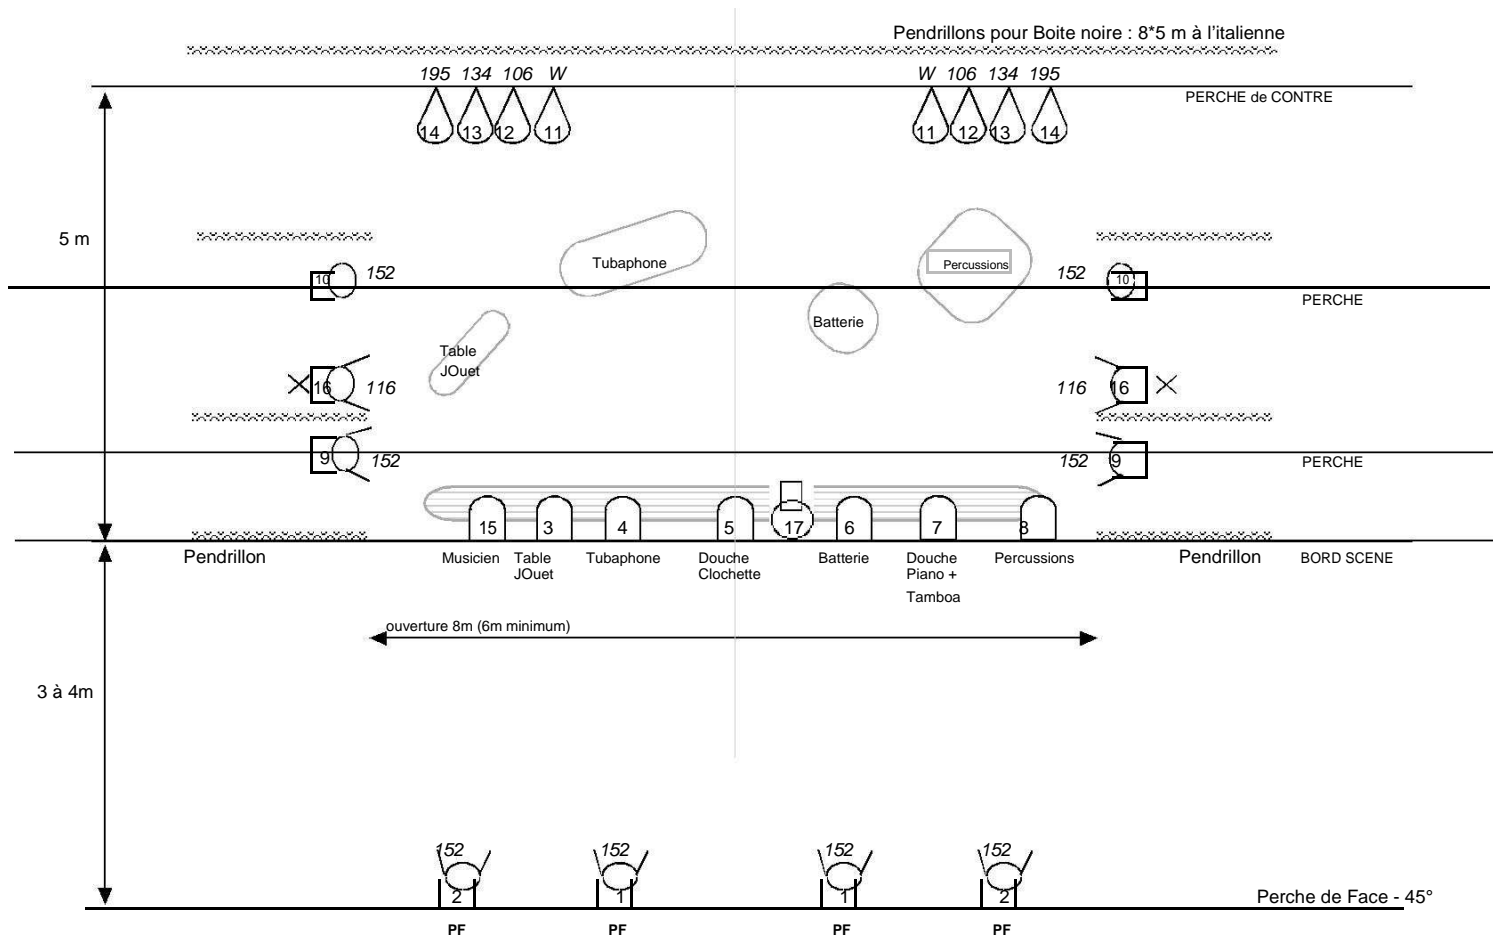 Pendrillons pour Boite noire : 8*5 m à l'italienne
195 134 106 W W 106 134 195
PERCHE de CONTRE
14 13 12 11 11 12 13 14
5 m
Tubaphone
Percussions
10 152 152 10
PERCHE
Batterie
Table
JOuet
16 116 116 16
9 152 152 9
PERCHE
15 3 4 5 17 6 7 8
Pendrillon Musicien Table Tubaphone Douche Batterie Douche Percussions Pendrillon BORD SCENE
JOuet Clochette Piano +
Tamboa
ouverture 8m (6m minimum)
3 à 4m
152 152 152 152
2 1 1 2
Perche de Face - 45°
PF PF PF PF